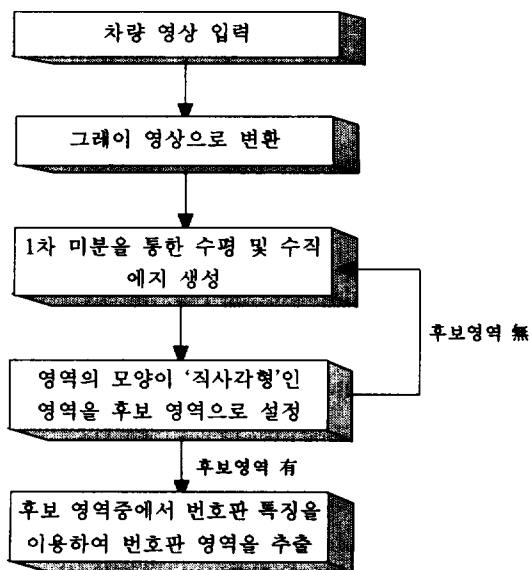 차량 영상 입력
그레이 영상으로 변환
1차 미분을 통한 수평 및 수직
에지 생성
후보영역 無
영역의 모양이 ‘직사각형’인
영역을 후보 영역으로 설정
후보영역 有
후보 영역중에서 번호판 특징을
이용하여 번호판 영역을 추출